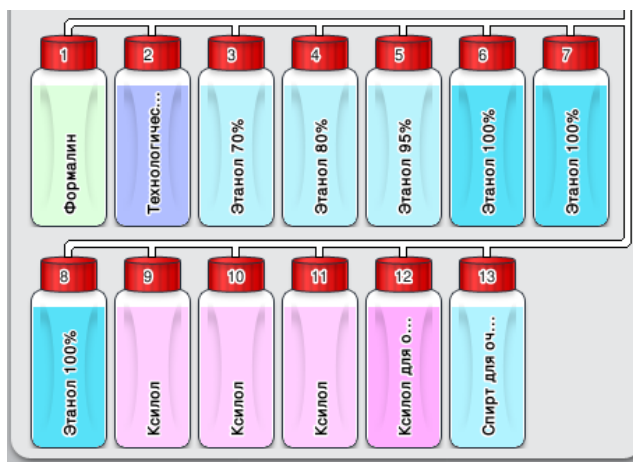 1 2 3 4 5 6 7
Формалин
Технологичес...
Этанол 70%
Этанол 80%
Этанол 95%
Этанол 100%
Этанол 100%
8 9 10 11 12 13
Этанол 100%
Ксилол
Ксилол
Ксилол
Ксилол для о...
Спирт для оч...